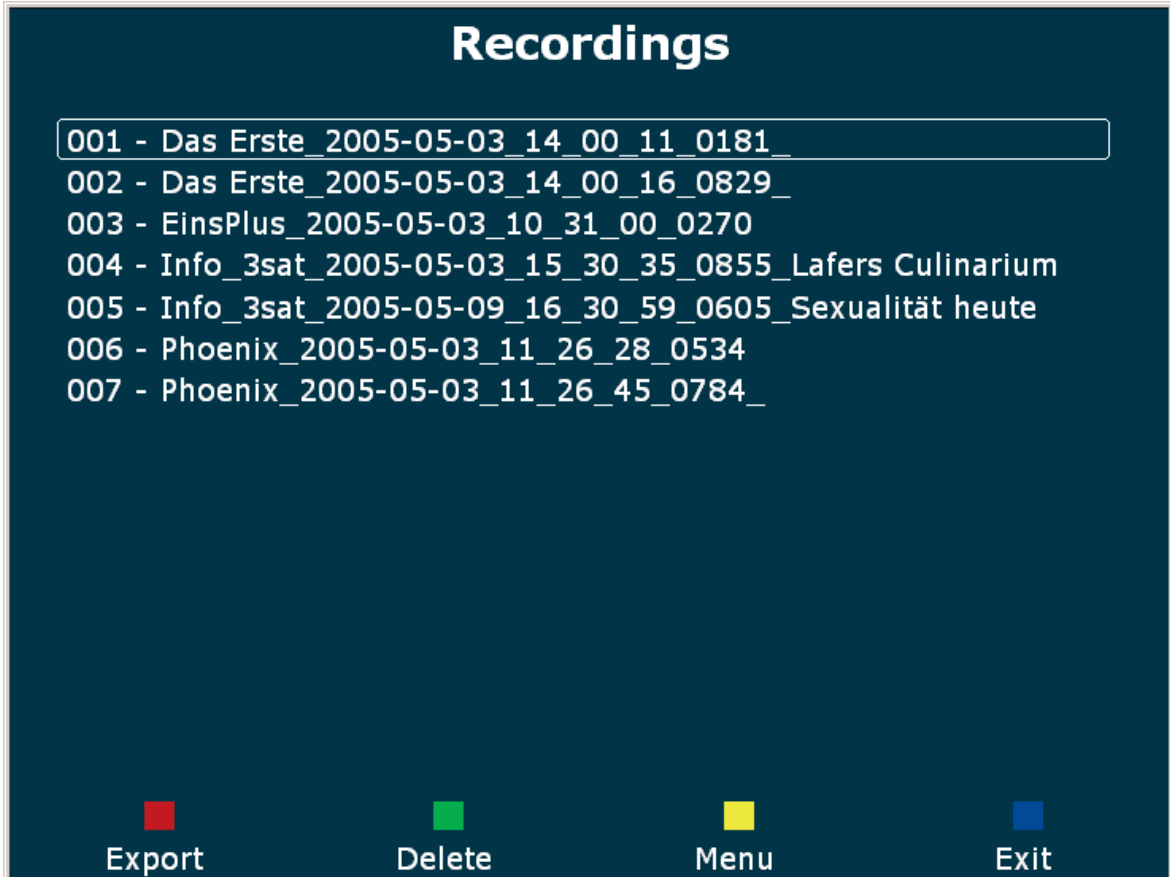 Recordings
001 - Das Erste_2005-05-03_14_00_11_0181_
002 - Das Erste_2005-05-03_14_00_16_0829_
003 - EinsPlus_2005-05-03_10_31_00_0270
004 - Info_3sat_2005-05-03_15_30_35_0855_Lafers Culinarium
005 - Info_3sat_2005-05-09_16_30_59_0605_Sexualität heute
006 - Phoenix_2005-05-03_11_26_28_0534
007 - Phoenix_2005-05-03_11_26_45_0784_
Export Delete Menu Exit